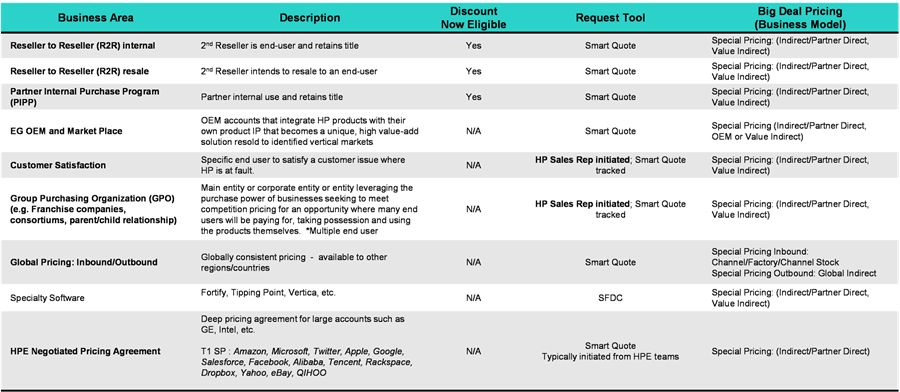 Business Area
Description
Discount
Now Eligible
Request Tool
Big Deal Pricing
(Business Model)
Reseller to Reseller (R2R) internal
2nd Reseller is end-user and retains title
Yes
Smart Quote
Special Pricing: (Indirect/Partner Direct,
Value Indirect)
Reseller to Reseller (R2R) resale
2nd Reseller intends to resale to an end-user
Yes
Smart Quote
Special Pricing: (Indirect/Partner Direct,
Value Indirect)
Partner Internal Purchase Program
(PIPP)
Partner internal use and retains title
Yes
Smart Quote
Special Pricing: (Indirect/Partner Direct,
Value Indirect)
EG OEM and Market Place
OEM accounts that integrate HP products with
their own product IP that becomes a unique, high value-add
solution resold to identified vertical markets
N/A
Smart Quote
Special Pricing (Indirect/Partner Direct,
OEM or Value Indirect)
Customer Satisfaction
Specific end user to satisfy a customer issue where
HP is at fault.
N/A
HP Sales Rep initiated; Smart Quote
tracked
Special Pricing: (Indirect/Partner Direct,
Value Indirect)
Group Purchasing Organization (GPO)
(e.g. Franchise companies,
consortiums, parent/child relationship)
Main entity or corporate entity or entity leveraging the
purchase power of businesses seeking to meet
competition pricing for an opportunity where many end
users will be paying for, taking possession and using
the products themselves. *Multiple end user
N/A
HP Sales Rep initiated; Smart Quote
tracked
Special Pricing: (Indirect/Partner Direct,
Value Indirect)
Global Pricing: Inbound/Outbound
Globally consistent pricing - available to other
regions/countries
N/A
Smart Quote
Special Pricing Inbound:
Channel/Factory/Channel Stock
Special Pricing Outbound: Global Indirect
Specialty Software
Fortify, Tipping Point, Vertica, etc.
N/A
SFDC
Special Pricing: (Indirect/Partner Direct,
Value Indirect)
HPE Negotiated Pricing Agreement
Deep pricing agreement for large accounts such as
GE, Intel, etc.
T1 SP : Amazon, Microsoft, Twitter, Apple, Google,
Salesforce, Facebook, Alibaba, Tencent, Rackspace,
Dropbox, Yahoo, eBay, QIHOO
N/A
Smart Quote
Typically initiated from HPE teams
Special Pricing: (Indirect/Partner Direct)